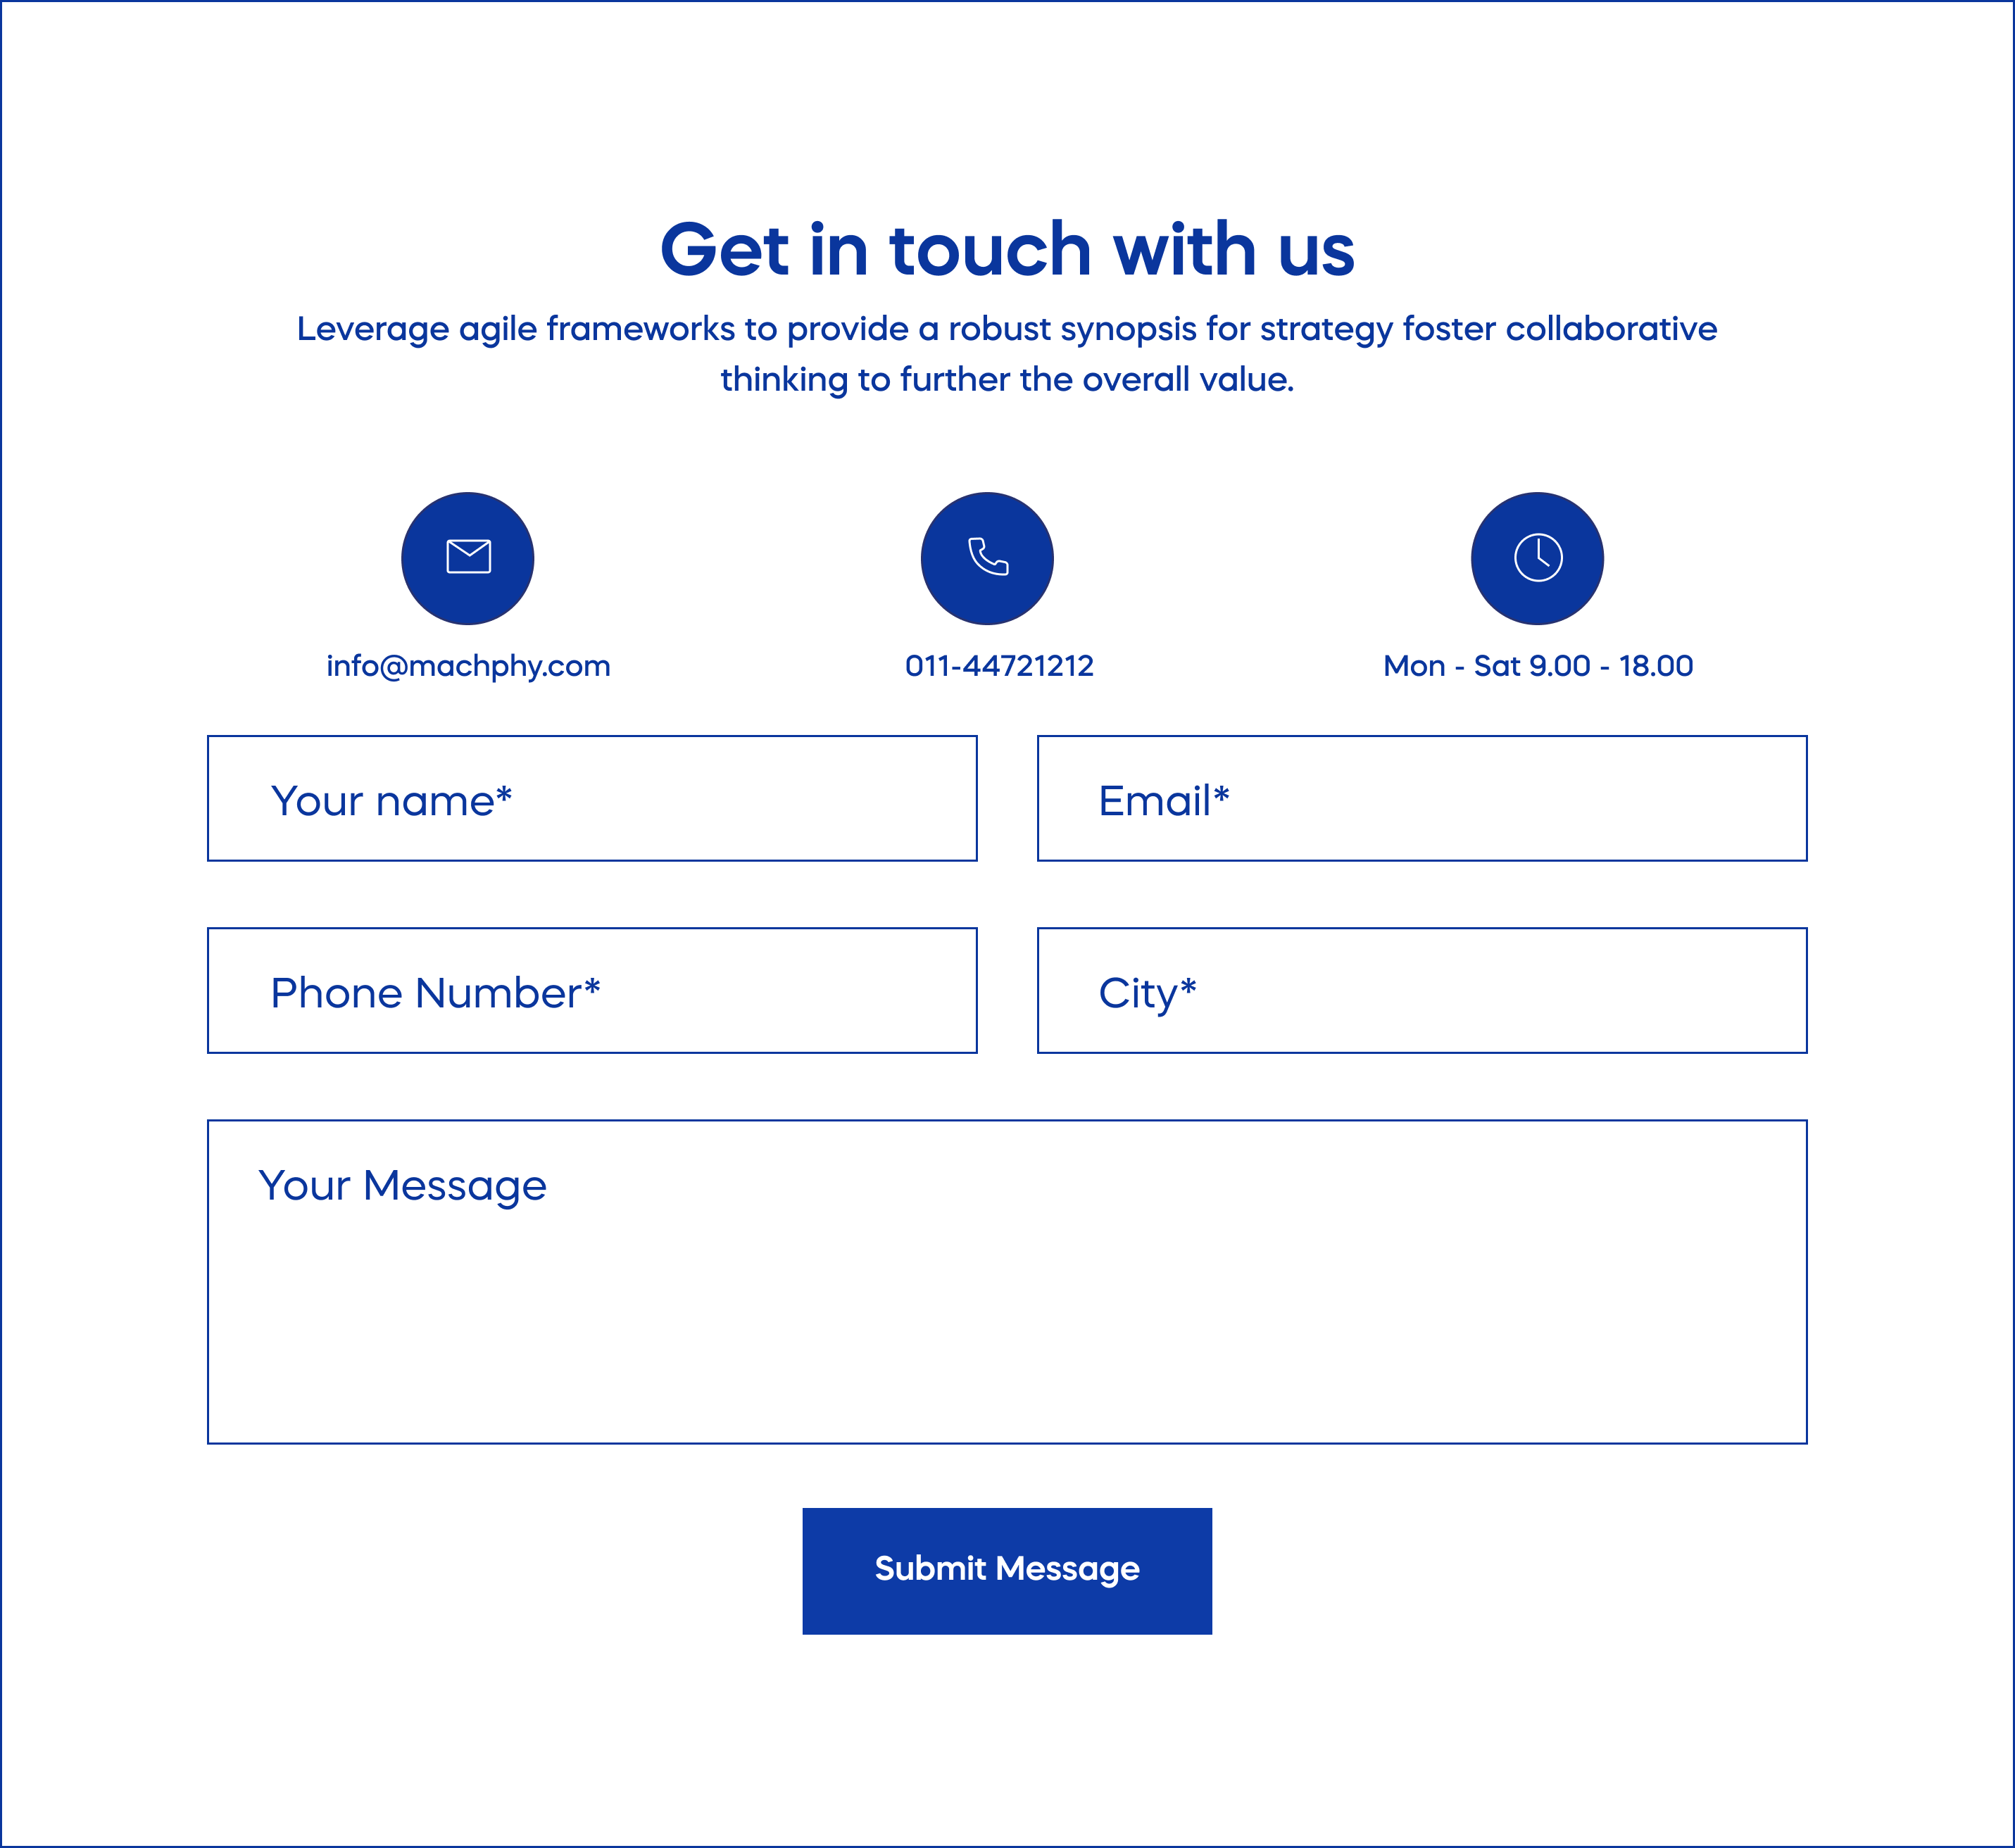 Get in touch with us
Leverage agile frameworks to provide a robust synopsis for strategy foster collaborative
thinking to further the overall value.
info@machphy.com
011-44721212
Mon - Sat 9.00 - 18.00
Your name*
Email*
Phone Number*
City*
Your Message
Submit Message